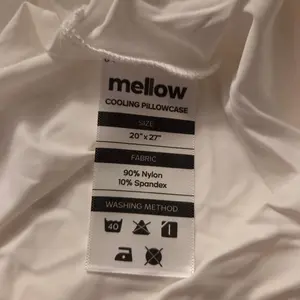 mellow
COOLING PILLOWCASE
SIZE
20" x 27"
FABRIC
90% Nylon
10% Spandex
WASHING METHOD
40